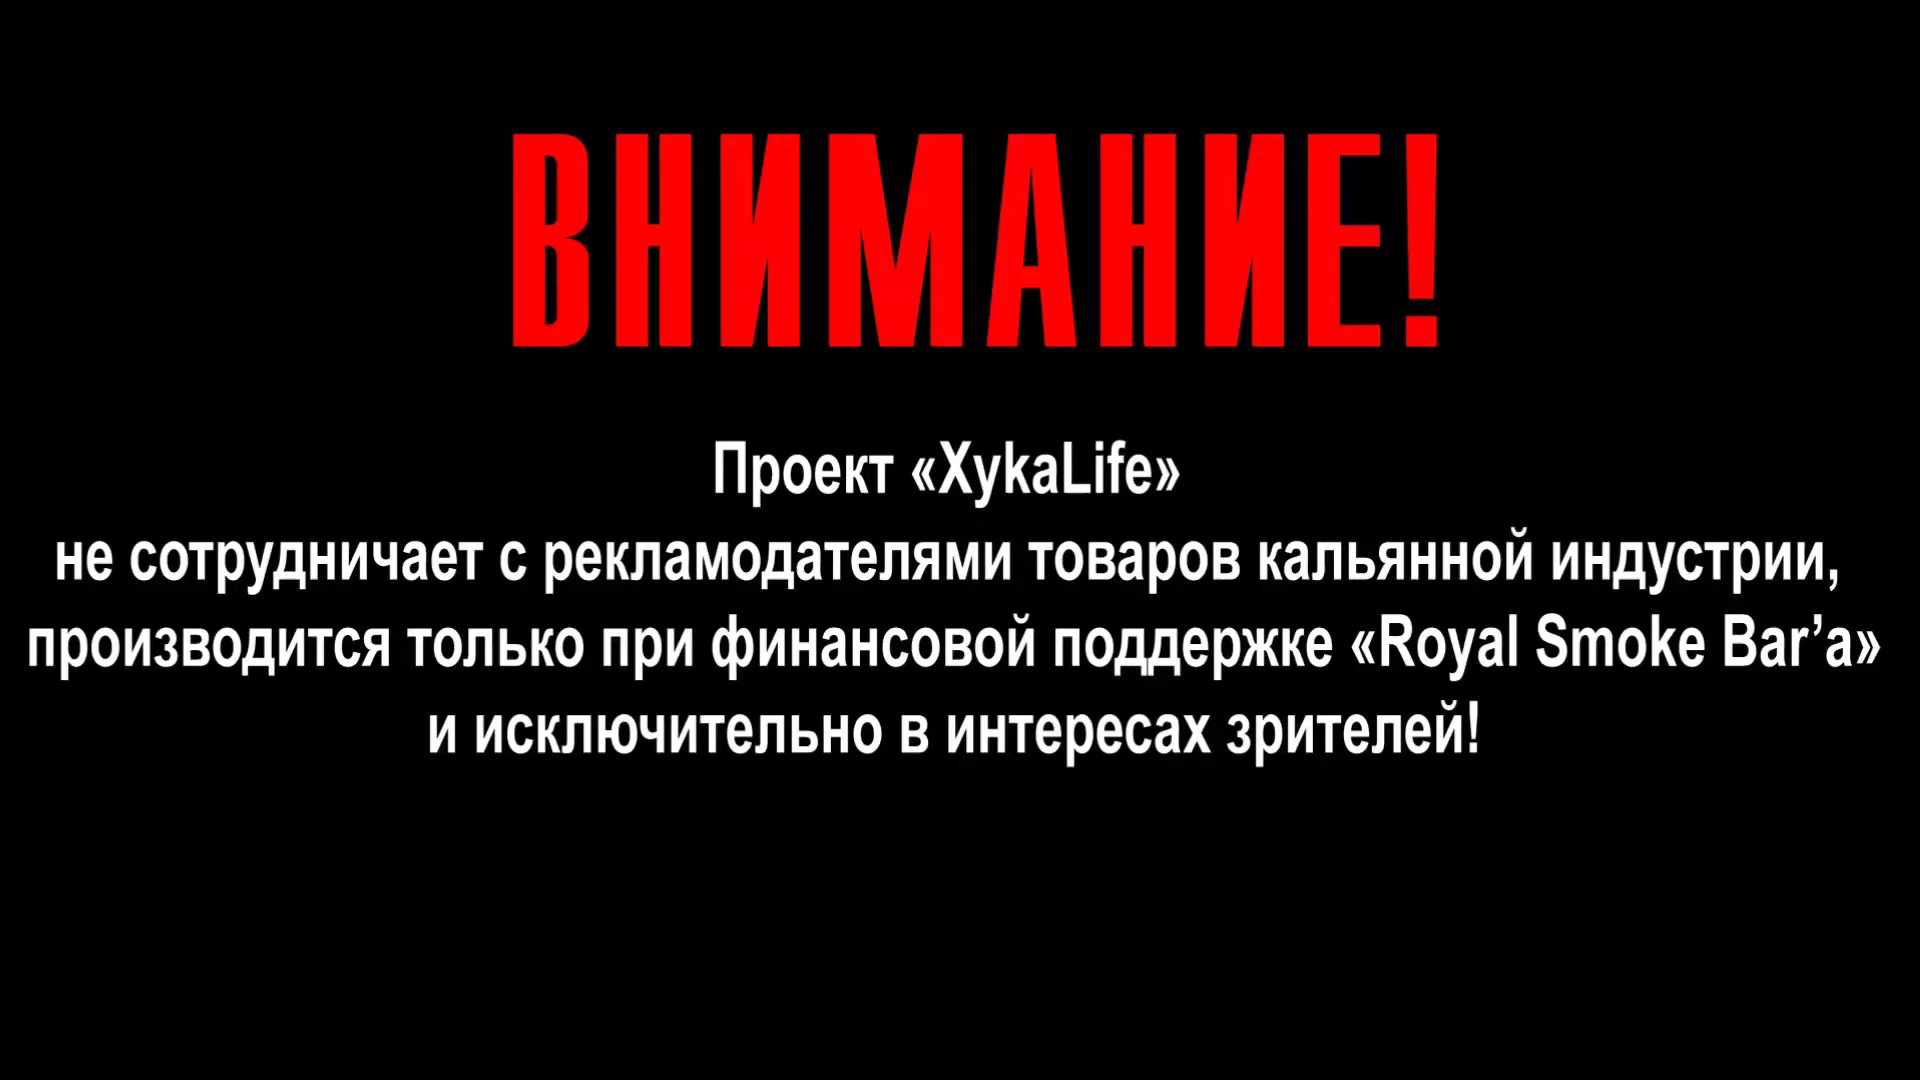 ВНИМАНИЕ!
Проект «XykaLife»
не сотрудничает с рекламодателями товаров кальянной индустрии,
производится только при финансовой поддержке «Royal Smoke Bar’a»
и исключительно в интересах зрителей!